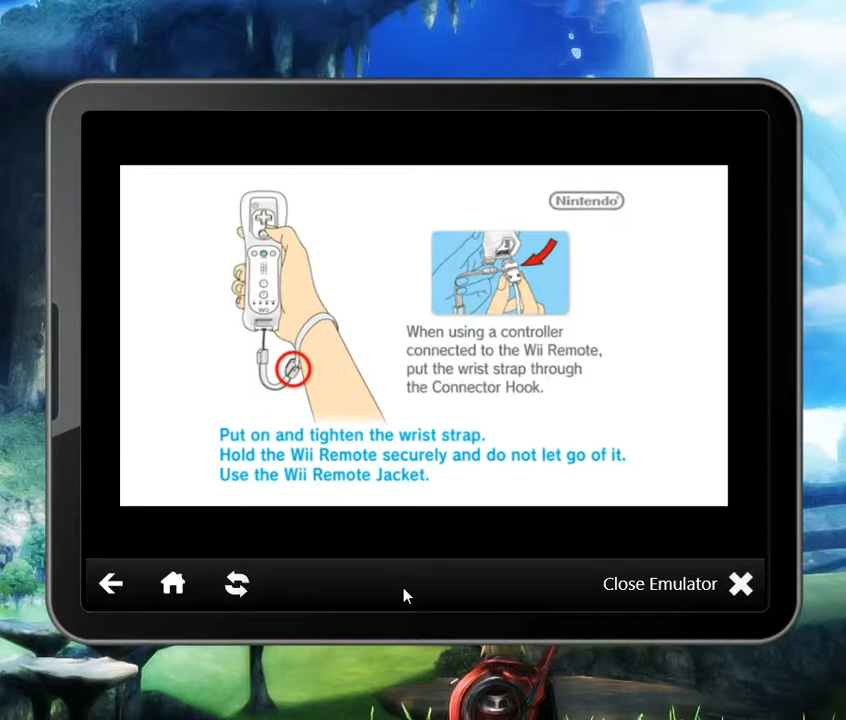 Nintendo
When using a controller
connected to the Wii Remote,
put the wrist strap through
the Connector Hook.
Put on and tighten the wrist strap.
Hold the Wii Remote securely and do not let go of it.
Use the Wii Remote Jacket.
Close Emulator